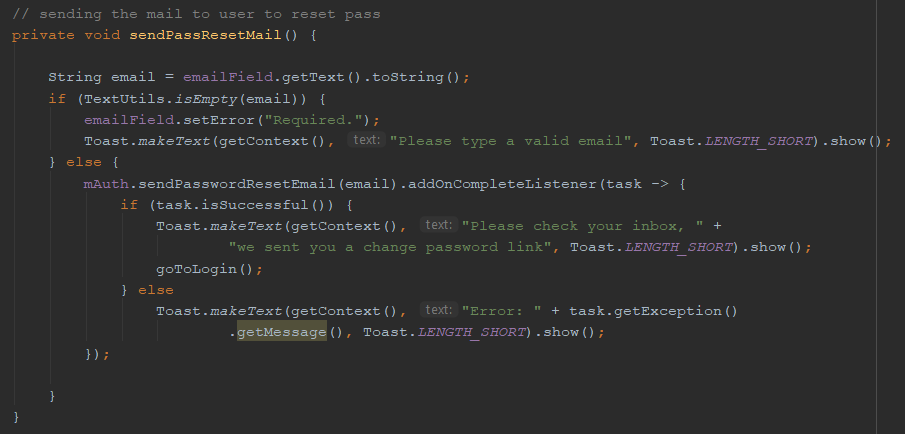 // sending the mail to user to reset pass
private void sendPassResetMail() {
String email = emailField.getText().toString();
if (TextUtils.isEmpty(email)) {
emailField.setError("Required.");
Toast.makeText(getContext(), text: "Please type a valid email", Toast.LENGTH_SHORT).show();
} else {
mAuth.sendPasswordResetEmail(email).addOnCompleteListener(task -> {
if (task.isSuccessful()) {
Toast.makeText(getContext(), text: "Please check your inbox, " +
"we sent you a change password link", Toast.LENGTH_SHORT).show();
goToLogin();
} else
Toast.makeText(getContext(), text: "Error: " + task.getException()
.getMessage(), Toast.LENGTH_SHORT).show();
});
}
}